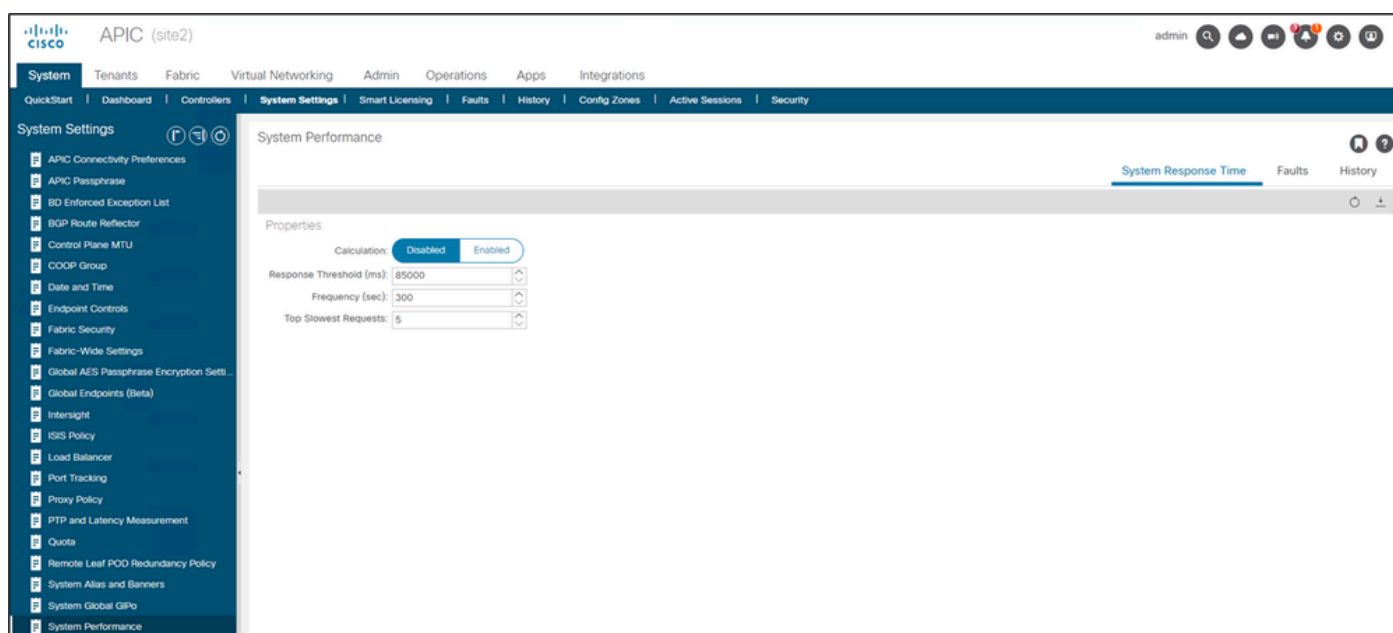 CISCO APIC (site2) admin
System Tenants Fabric Virtual Networking Admin Operations Apps Integrations
QuickStart | Dashboard | Controllers | System Settings | Smart Licensing | Faults | History | Config Zones | Active Sessions | Security
System Settings
APIC Connectivity Preferences
APIC Passphrase
BD Enforced Exception List
BGP Route Reflector
Control Plane MTU
COOP Group
Date and Time
Endpoint Controls
Fabric Security
Fabric-Wide Settings
Global AES Passphrase Encryption Setti...
Global Endpoints (Beta)
Intersight
ISIS Policy
Load Balancer
Port Tracking
Proxy Policy
PTP and Latency Measurement
Quota
Remote Leaf POD Redundancy Policy
System Alias and Banners
System Global GIPo
System Performance
System Performance
System Response Time Faults History
Properties
Calculation: Disabled Enabled
Response Threshold (ms): 85000
Frequency (sec): 300
Top Slowest Requests: 5